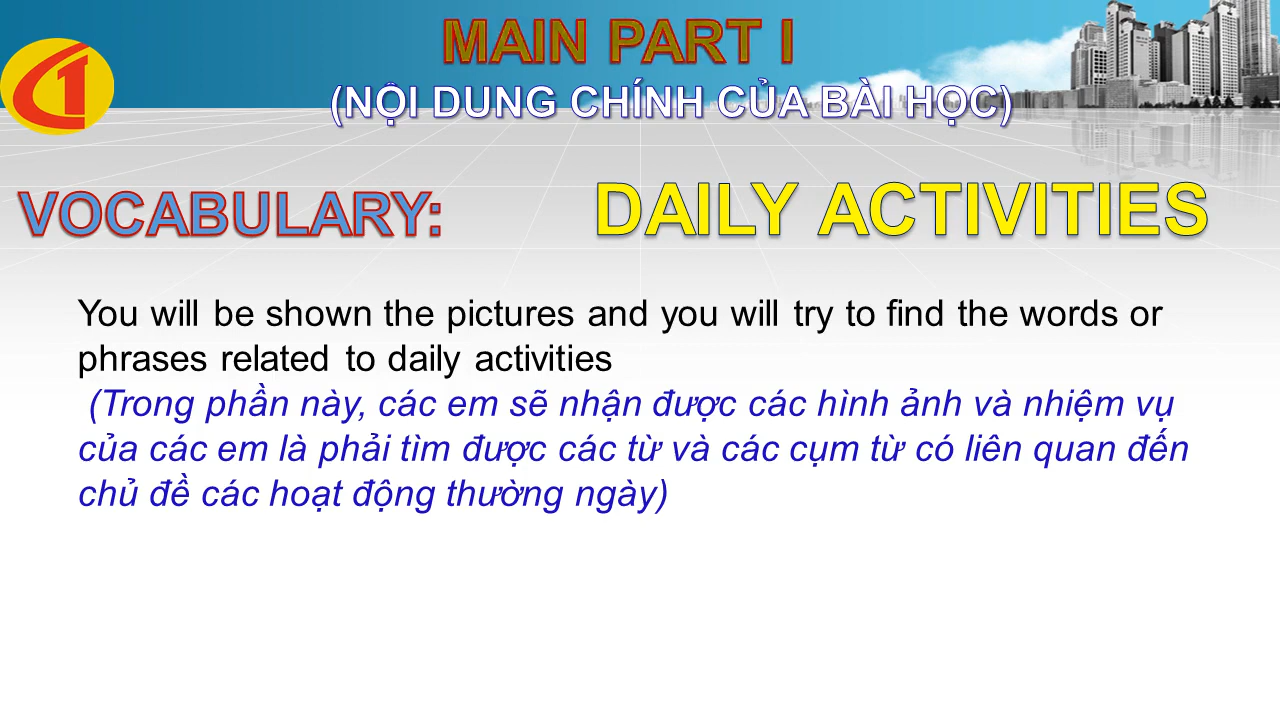 MAIN PART I
(NỘI DUNG CHÍNH CỦA BÀI HỌC)
VOCABULARY: DAILY ACTIVITIES
You will be shown the pictures and you will try to find the words or
phrases related to daily activities
(Trong phần này, các em sẽ nhận được các hình ảnh và nhiệm vụ
của các em là phải tìm được các từ và các cụm từ có liên quan đến
chủ đề các hoạt động thường ngày)